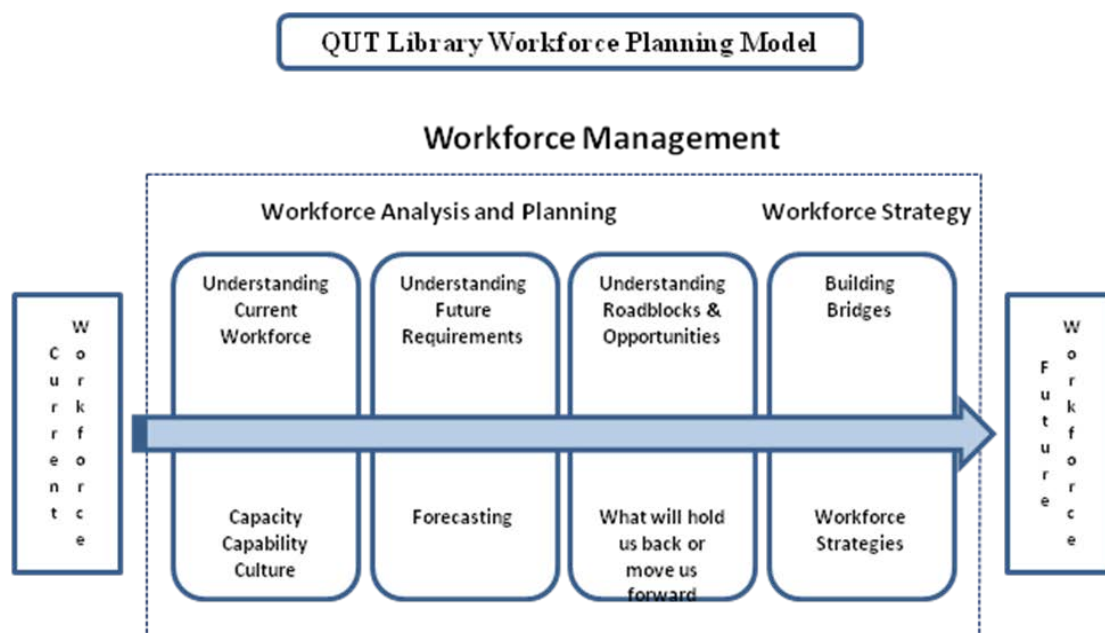 QUT Library Workforce Planning Model
Workforce Management
Workforce Analysis and Planning
Workforce Strategy
Current
Workforce
Understanding
Current
Workforce
Capacity
Capability
Culture
Understanding
Future
Requirements
Forecasting
Understanding
Roadblocks &
Opportunities
What will hold
us back or
move us
forward
Building
Bridges
Workforce
Strategies
Future
Workforce